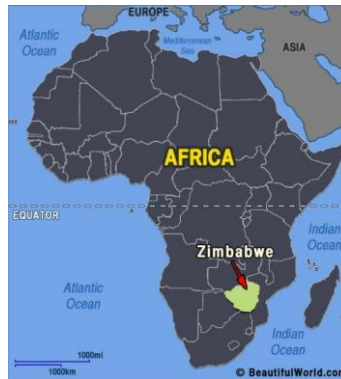 EUROPE
Atlantic
Ocean
Mediterranean
Sea
ASIA
AFRICA
EQUATOR
Indian
Ocean
Zimbabwe
Atlantic
Ocean
Indian
Ocean
1000mi
1000km
© BeautifulWorld.com